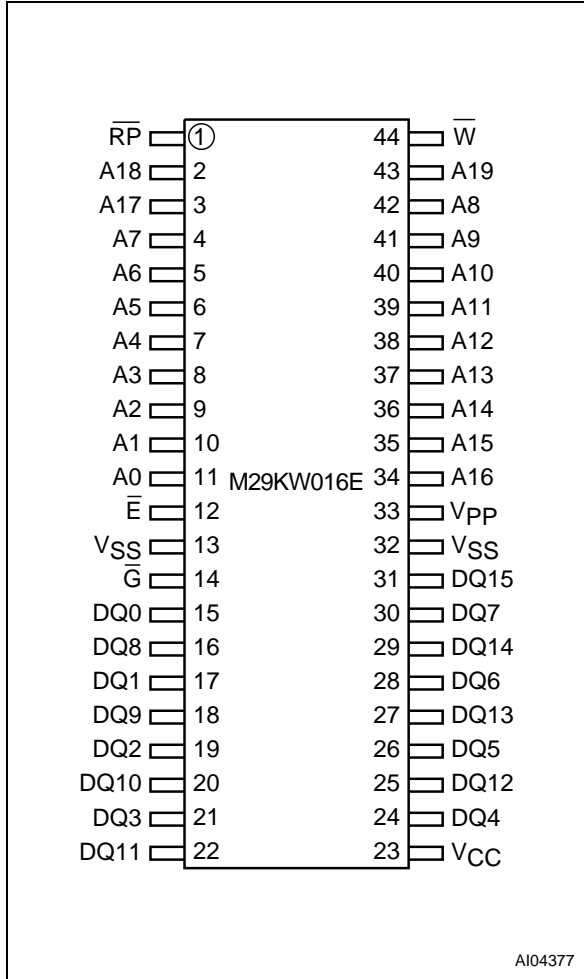 R̅P̅ 1 44 W̅
A18 2 43 A19
A17 3 42 A8
A7 4 41 A9
A6 5 40 A10
A5 6 39 A11
A4 7 38 A12
A3 8 37 A13
A2 9 36 A14
A1 10 35 A15
A0 11 M29KW016E 34 A16
E̅ 12 33 VPP
VSS 13 32 VSS
G̅ 14 31 DQ15
DQ0 15 30 DQ7
DQ8 16 29 DQ14
DQ1 17 28 DQ6
DQ9 18 27 DQ13
DQ2 19 26 DQ5
DQ10 20 25 DQ12
DQ3 21 24 DQ4
DQ11 22 23 VCC
AI04377